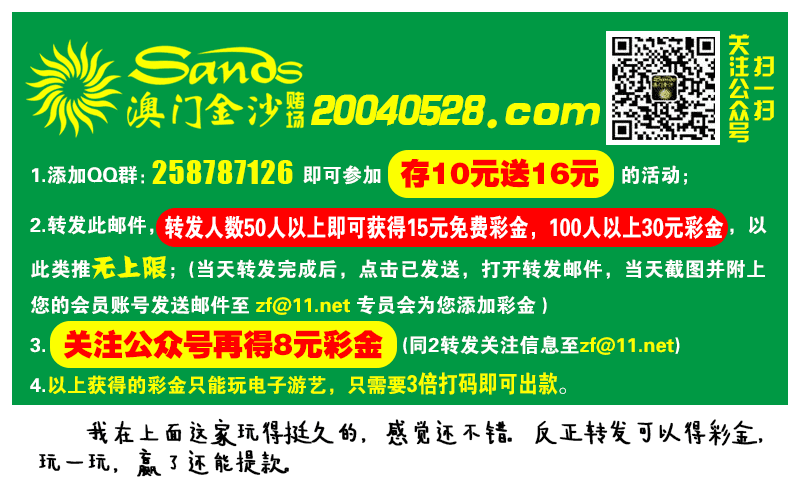 Sands
澳门金沙赌场 20040528.com
关注公众号
扫一扫
Sands
澳门金沙
1.添加QQ群: 258787126 即可参加 存10元送16元 的活动；
2.转发此邮件，转发人数50人以上即可获得15元免费彩金，100人以上30元彩金，以
此类推无上限；(当天转发完成后，点击已发送，打开转发邮件，当天截图并附上
您的会员账号发送邮件至 zf@11.net 专员会为您添加彩金 )
3. 关注公众号再得8元彩金 (同2转发关注信息至zf@11.net)
4.以上获得的彩金只能玩电子游艺，只需要3倍打码即可出款。
我在上面这家玩得挺久的，感觉还不错。反正转发可以得彩金，
玩一玩，赢了还能提款。